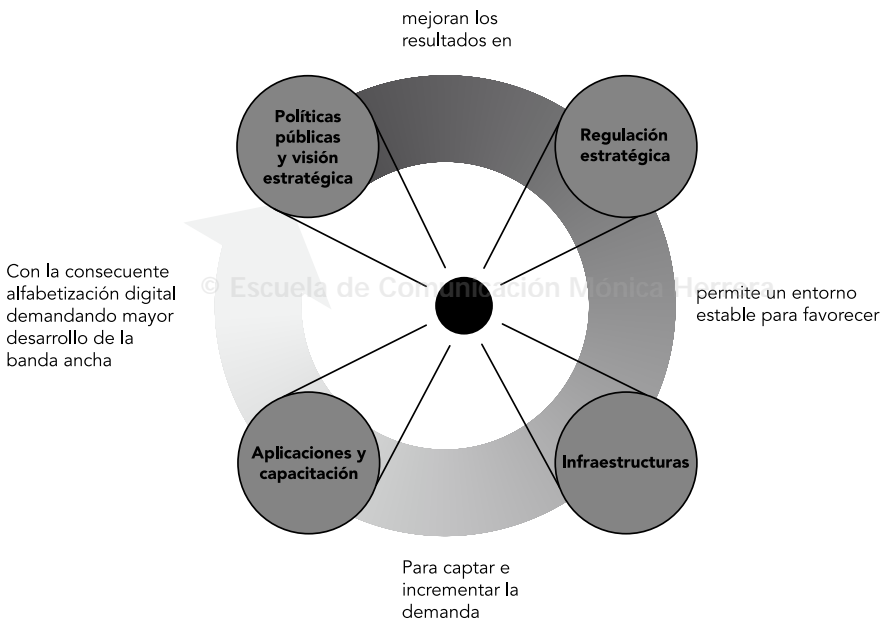 mejoran los
resultados en
Políticas
públicas
y visión
estratégica
Regulación
estratégica
Con la consecuente
alfabetización digital
demandando mayor
desarrollo de la
banda ancha
© Escuela de Comunicación Mónica Herrera
permite un entorno
estable para favorecer
Aplicaciones y
capacitación
Infraestructuras
Para captar e
incrementar la
demanda